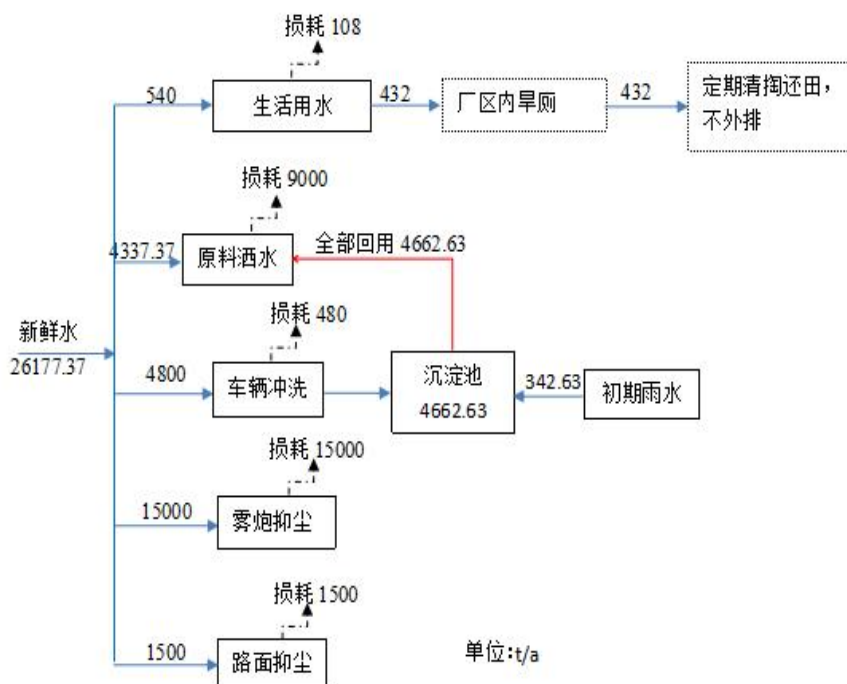 损耗 108
540
生活用水
432
厂区内旱厕
432
定期清掏还田,
不外排
损耗 9000
4337.37
原料洒水
全部回用 4662.63
新鲜水
26177.37
损耗 480
4800
车辆冲洗
沉淀池
4662.63
342.63
初期雨水
损耗 15000
15000
雾炮抑尘
损耗 1500
1500
路面抑尘
单位:t/a